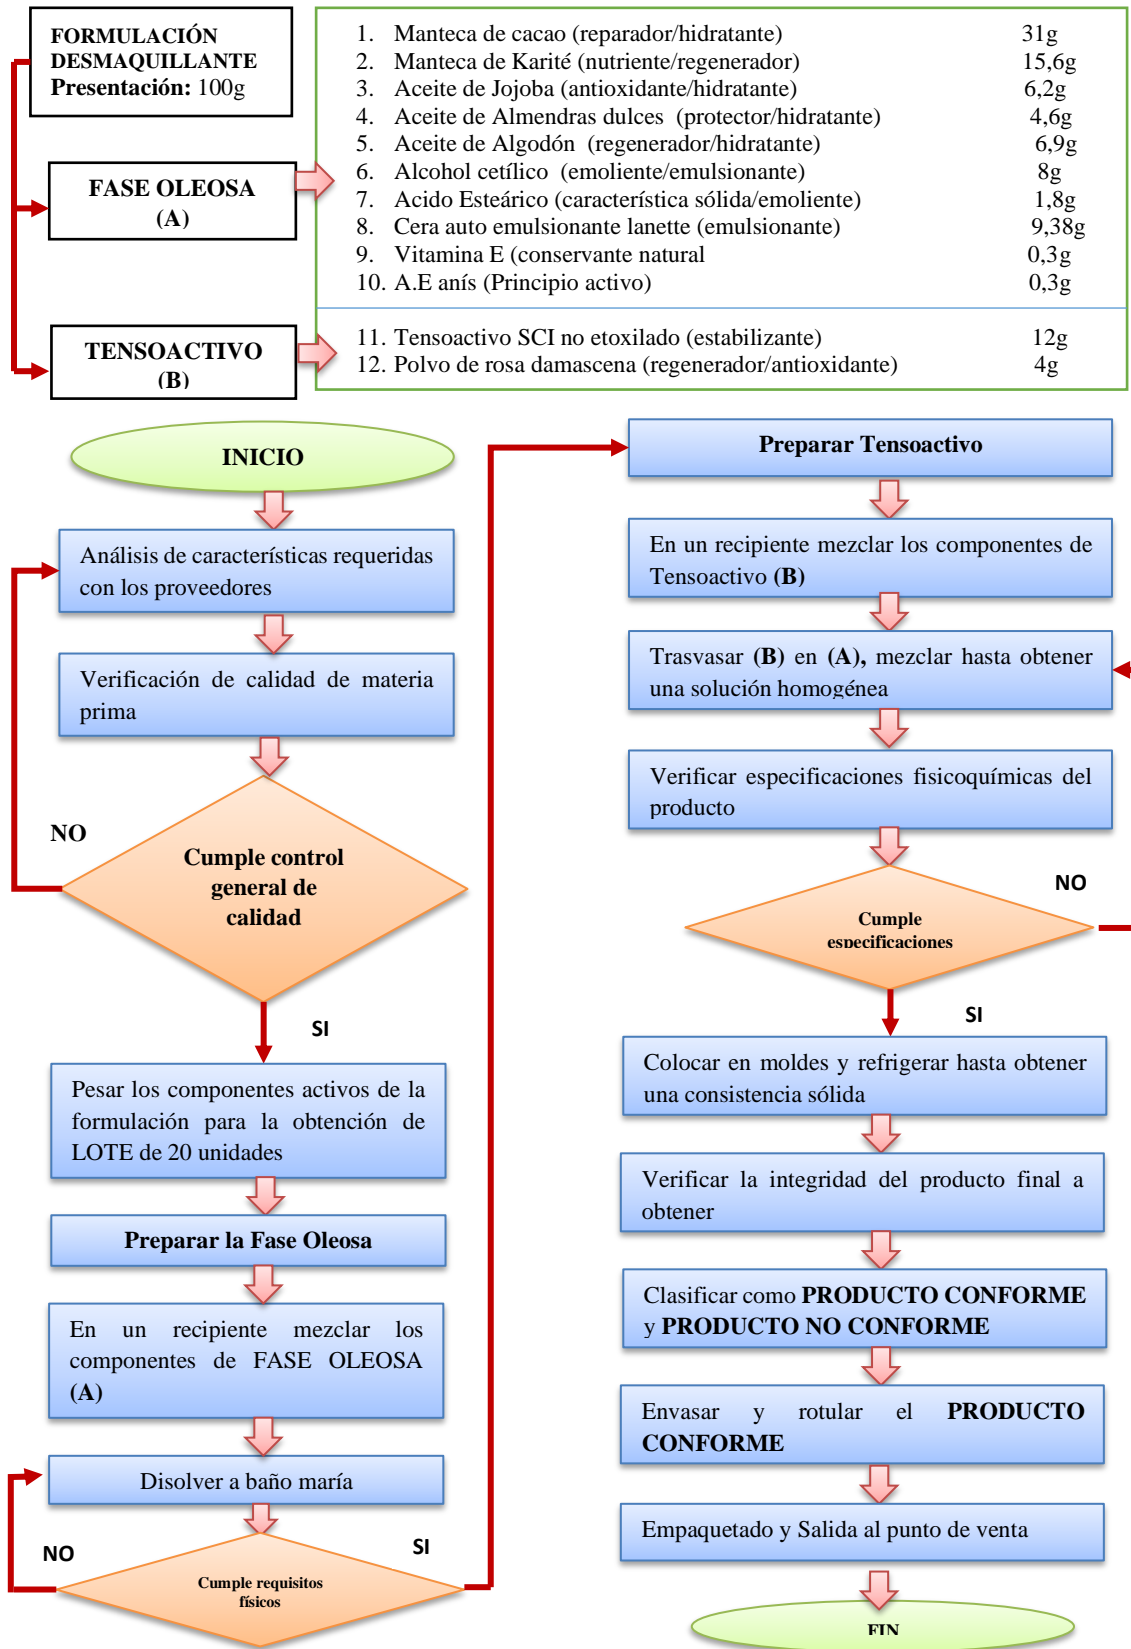 FORMULACIÓN
DESMAQUILLANTE
Presentación: 100g
FASE OLEOSA
(A)
TENSOACTIVO
(B)
1. Manteca de cacao (reparador/hidratante) 31g
2. Manteca de Karité (nutriente/regenerador) 15,6g
3. Aceite de Jojoba (antioxidante/hidratante) 6,2g
4. Aceite de Almendras dulces (protector/hidratante) 4,6g
5. Aceite de Algodón (regenerador/hidratante) 6,9g
6. Alcohol cetílico (emoliente/emulsionante) 8g
7. Acido Esteárico (característica sólida/emoliente) 1,8g
8. Cera auto emulsionante lanette (emulsionante) 9,38g
9. Vitamina E (conservante natural 0,3g
10. A.E anís (Principio activo) 0,3g
11. Tensoactivo SCI no etoxilado (estabilizante) 12g
12. Polvo de rosa damascena (regenerador/antioxidante) 4g
INICIO
Análisis de características requeridas
con los proveedores
Verificación de calidad de materia
prima
NO
Cumple control
general de
calidad
SI
Pesar los componentes activos de la
formulación para la obtención de
LOTE de 20 unidades
Preparar la Fase Oleosa
En un recipiente mezclar los
componentes de FASE OLEOSA
(A)
Disolver a baño maría
NO
SI
Cumple requisitos
físicos
Preparar Tensoactivo
En un recipiente mezclar los componentes de
Tensoactivo (B)
Trasvasar (B) en (A), mezclar hasta obtener
una solución homogénea
Verificar especificaciones fisicoquímicas del
producto
NO
Cumple
especificaciones
SI
Colocar en moldes y refrigerar hasta obtener
una consistencia sólida
Verificar la integridad del producto final a
obtener
Clasificar como PRODUCTO CONFORME
y PRODUCTO NO CONFORME
Envasar y rotular el PRODUCTO
CONFORME
Empaquetado y Salida al punto de venta
FIN